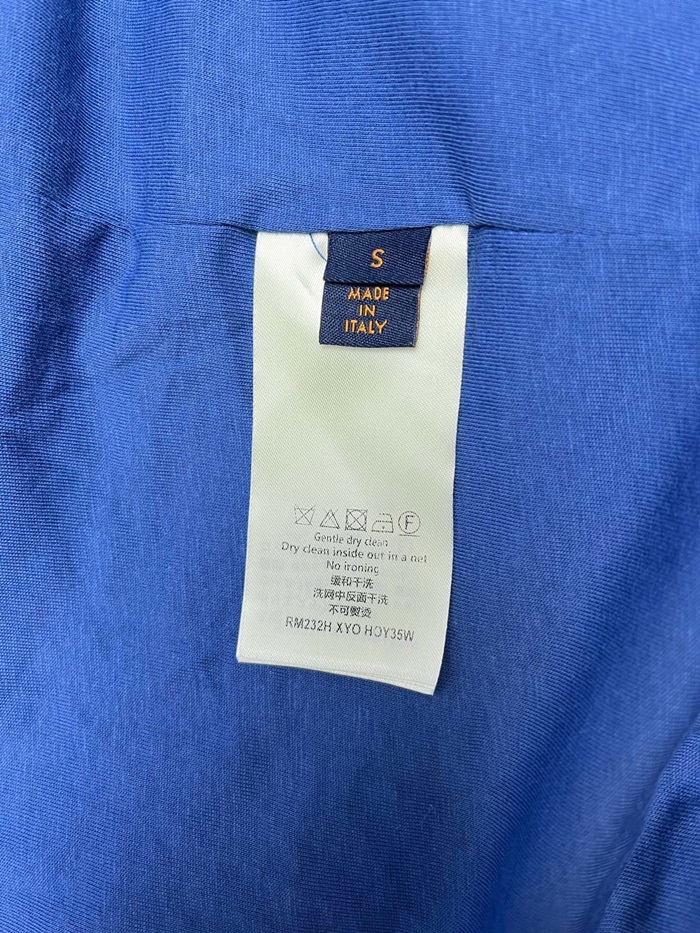 S
MADE
IN
ITALY
F
Gentle dry clean
Dry clean inside out in a net
No ironing
缓和干洗
洗网中反面干洗
不可熨烫
RM232H XYO HOY35W